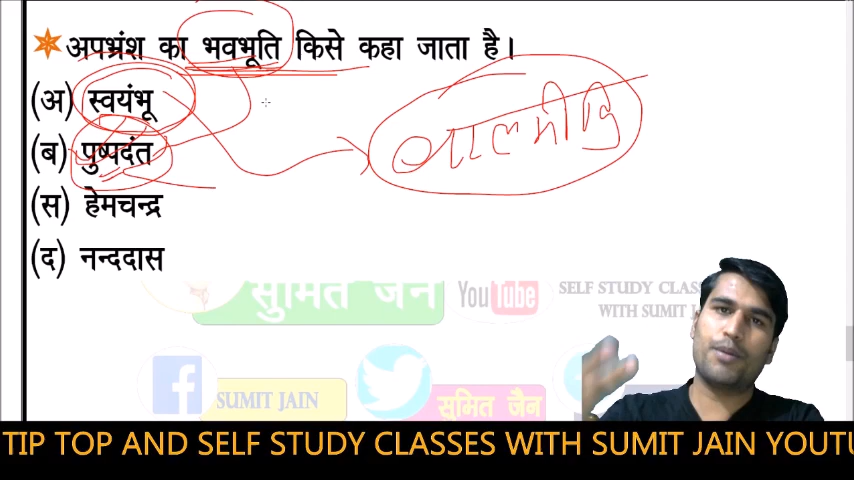 अपभ्रंश का भवभूति किसे कहा जाता है।
(अ) स्वयंभू
(ब) पुष्पदंत
वाल्मीकि
(स) हेमचन्द्र
(द) नन्ददास
सुमित जैन
YouTube
SELF STUDY CLASS
WITH SUMIT
SUMIT JAIN
सुमित जैन
TIP TOP AND SELF STUDY CLASSES WITH SUMIT JAIN YOUTU